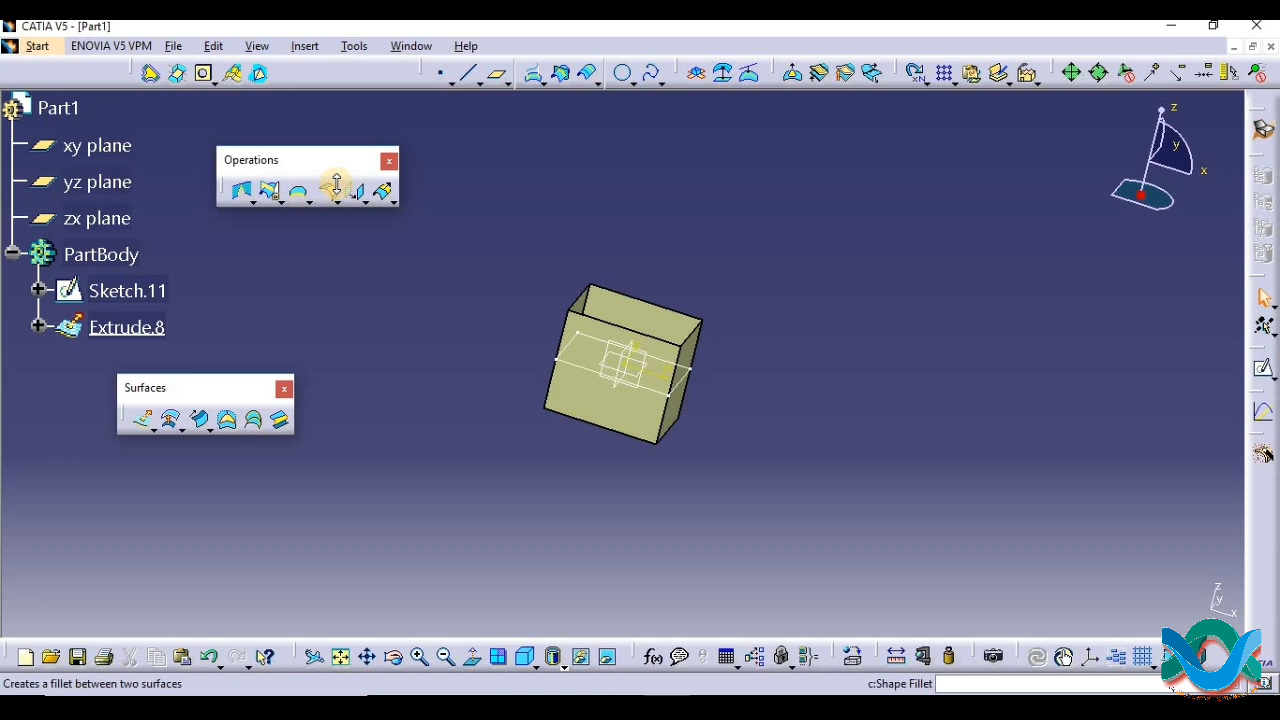 CATIA V5 - [Part1]
Start ENOVIA V5 VPM File Edit View Insert Tools Window Help
Part1
xy plane
yz plane
zx plane
PartBody
Sketch.11
Extrude.8
Operations
Surfaces
z
y
x
z
y
x
f(x)
Creates a fillet between two surfaces
c:Shape Fillet